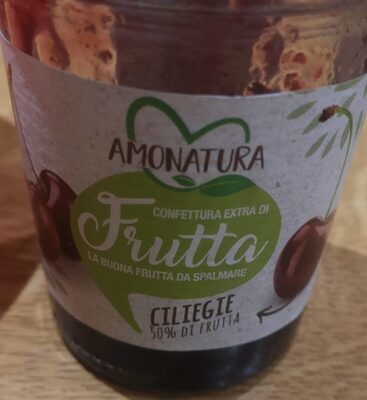 AMONATURA
CONFETTURA EXTRA DI
Frutta
LA BUONA FRUTTA DA SPALMARE
CILIEGIE
50% DI FRUTTA